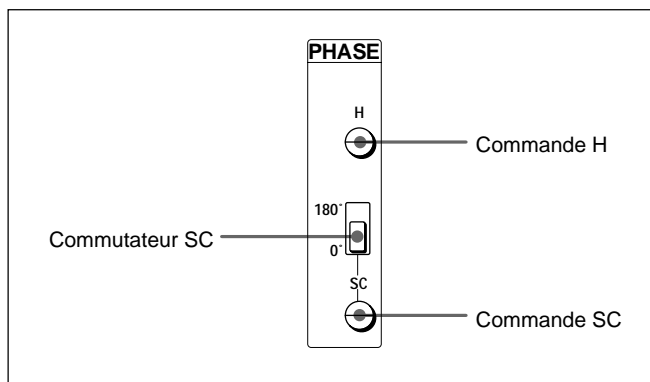 PHASE
H
Commande H
180°
Commutateur SC
0°
SC
Commande SC